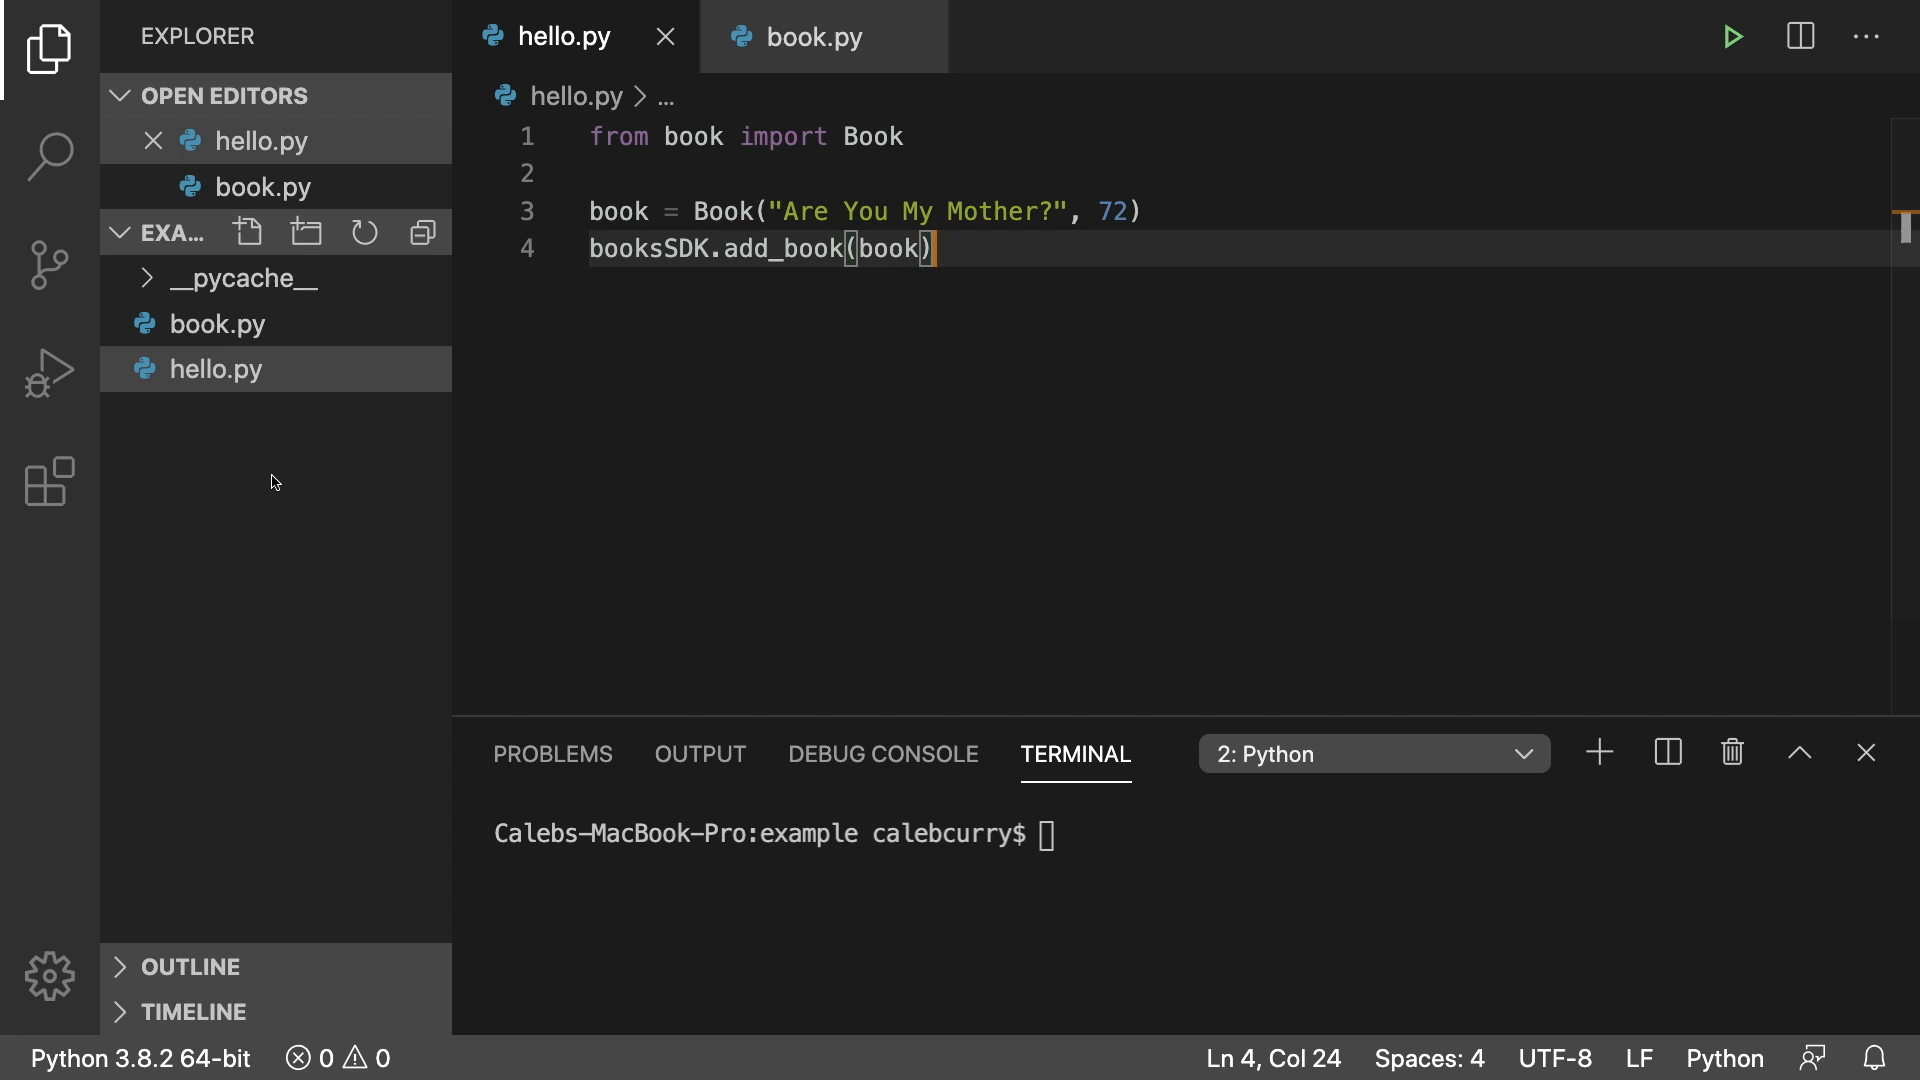 EXPLORER
OPEN EDITORS
hello.py
book.py
EXA...
__pycache__
book.py
hello.py
OUTLINE
TIMELINE
hello.py
book.py
hello.py > ...
1 from book import Book
2
3 book = Book("Are You My Mother?", 72)
4 booksSDK.add_book(book)
PROBLEMS OUTPUT DEBUG CONSOLE TERMINAL 2: Python
Calebs-MacBook-Pro:example calebcurry$
Python 3.8.2 64-bit 0 0 Ln 4, Col 24 Spaces: 4 UTF-8 LF Python